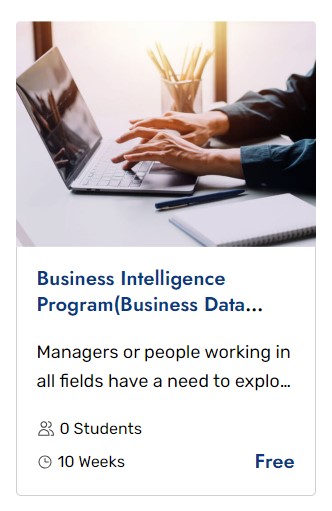 Business Intelligence
Program(Business Data...
Managers or people working in
all fields have a need to explo...
0 Students
10 Weeks
Free